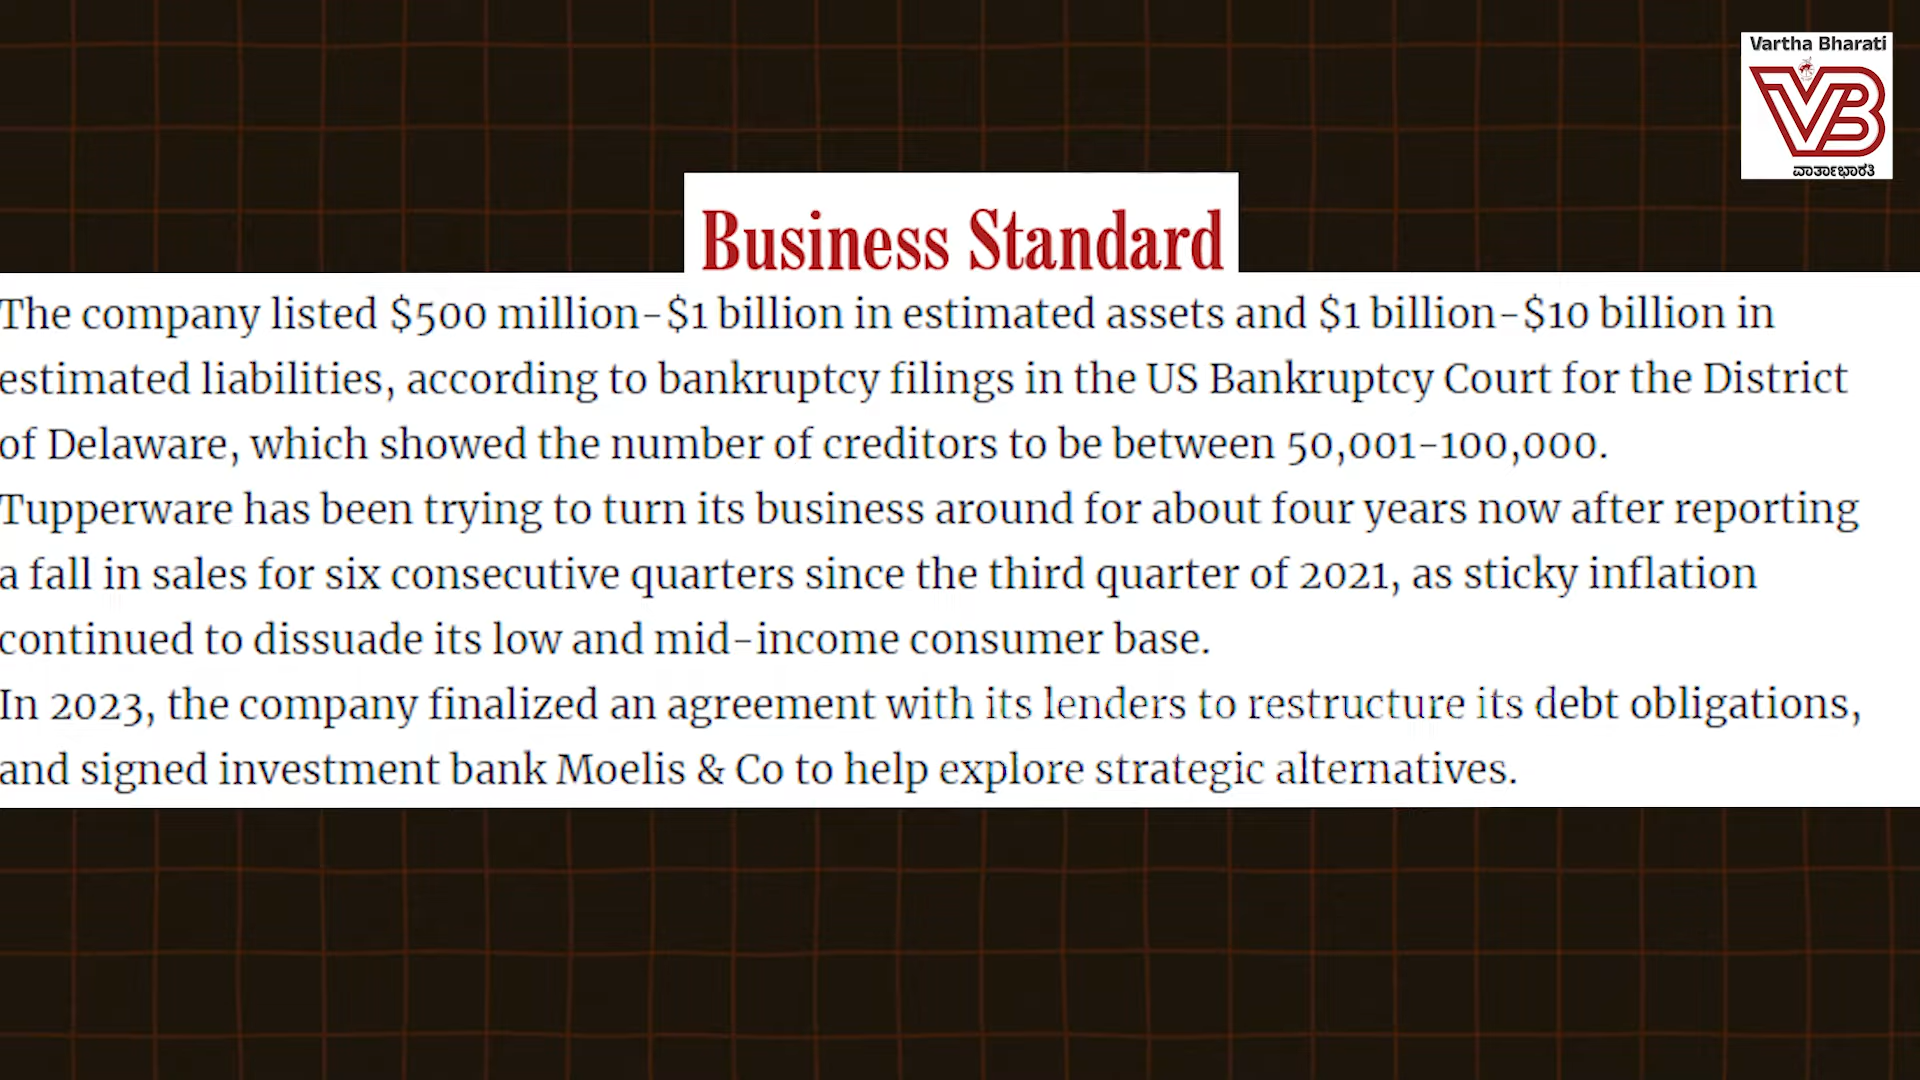 Vartha Bharati
VB
ವಾರ್ತಾಭಾರತಿ
Business Standard
The company listed $500 million-$1 billion in estimated assets and $1 billion-$10 billion in
estimated liabilities, according to bankruptcy filings in the US Bankruptcy Court for the District
of Delaware, which showed the number of creditors to be between 50,001-100,000.
Tupperware has been trying to turn its business around for about four years now after reporting
a fall in sales for six consecutive quarters since the third quarter of 2021, as sticky inflation
continued to dissuade its low and mid-income consumer base.
In 2023, the company finalized an agreement with its lenders to restructure its debt obligations,
and signed investment bank Moelis & Co to help explore strategic alternatives.